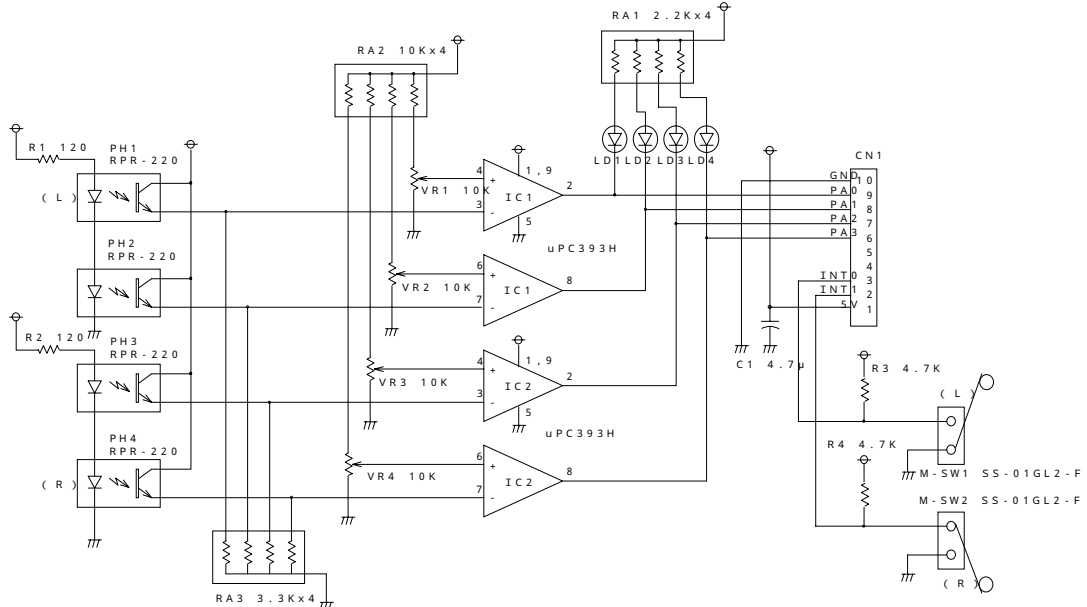 RA1 2.2Kx4
RA2 10Kx4
R1 120
PH1
RPR-220
( L )
LD1 LD2 LD3 LD4
CN1
4
+
1,9
VR1 10K
IC1
2
3
-
5
GND
10
PA0
9
PA1
8
PA2
7
PA3
6
5
4
INT0
3
INT1
2
5V
1
PH2
RPR-220
uPC393H
6
+
VR2 10K
IC1
8
7
-
R2 120
PH3
RPR-220
4
+
1,9
VR3 10K
IC2
2
3
-
5
C1 4.7μ
R3 4.7K
( L )
PH4
RPR-220
uPC393H
R4 4.7K
( R )
6
+
VR4 10K
IC2
8
7
-
M-SW1 SS-01GL2-F
M-SW2 SS-01GL2-F
( R )
RA3 3.3Kx4